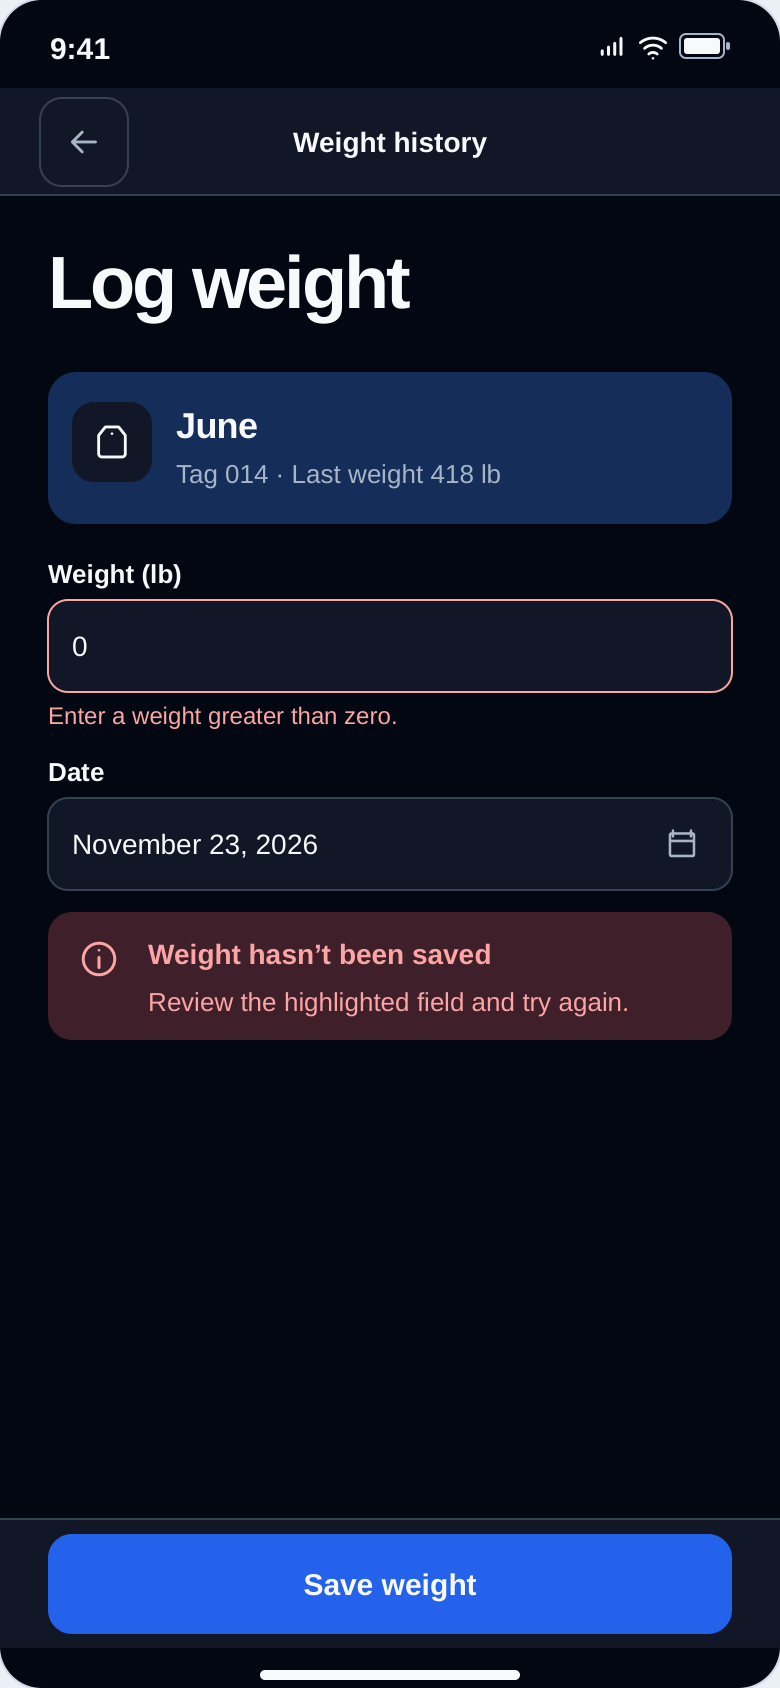 9:41
Weight history
Log weight
June
Tag 014 · Last weight 418 lb
Weight (lb)
0
Enter a weight greater than zero.
Date
November 23, 2026
Weight hasn’t been saved
Review the highlighted field and try again.
Save weight